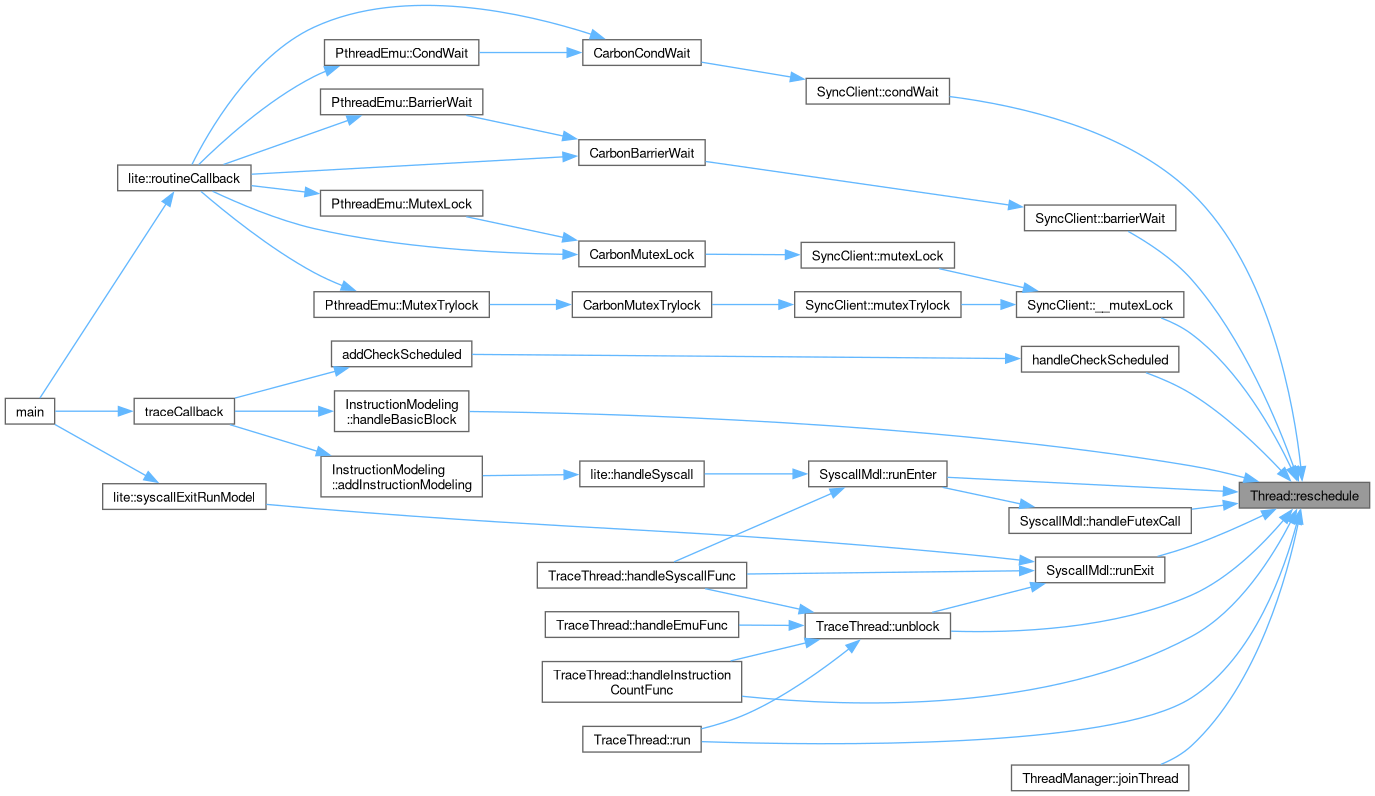 PthreadEmu::CondWait
CarbonCondWait
SyncClient::condWait
PthreadEmu::BarrierWait
CarbonBarrierWait
lite::routineCallback
PthreadEmu::MutexLock
SyncClient::barrierWait
CarbonMutexLock
SyncClient::mutexLock
PthreadEmu::MutexTrylock
CarbonMutexTrylock
SyncClient::mutexTrylock
SyncClient::__mutexLock
addCheckScheduled
handleCheckScheduled
main
traceCallback
InstructionModeling
::handleBasicBlock
InstructionModeling
::addInstructionModeling
lite::handleSyscall
SyscallMdl::runEnter
lite::syscallExitRunModel
Thread::reschedule
SyscallMdl::handleFutexCall
TraceThread::handleSyscallFunc
SyscallMdl::runExit
TraceThread::handleEmuFunc
TraceThread::unblock
TraceThread::handleInstruction
CountFunc
TraceThread::run
ThreadManager::joinThread